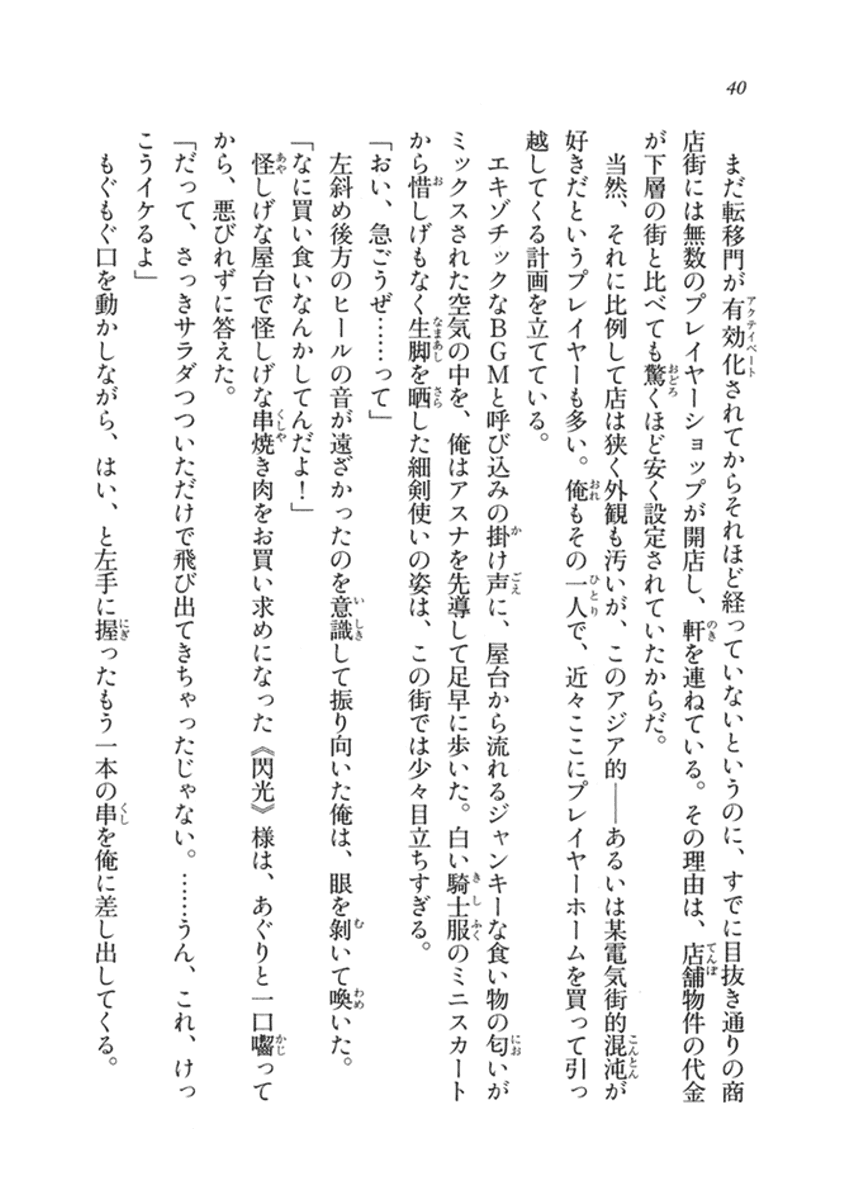 40
まだ転移門が有効化されてからそれほど経っていないというのに、すでに目抜き通りの商
店街には無数のプレイヤーショップが開店し、軒を連ねている。その理由は、店舗物件の代金
が下層の街と比べても驚くほど安く設定されていたからだ。
当然、それに比例して店は狭く外観も汚いが、このアジア的――あるいは某電気街的混沌が
好きだというプレイヤーも多い。俺もその一人で、近々ここにプレイヤーホームを買って引っ
越してくる計画を立てている。
エキゾチックなBGMと呼び込みの掛け声に、屋台から流れるジャンキーな食い物の匂いが
ミックスされた空気の中を、俺はアスナを先導して足早に歩いた。白い騎士服のミニスカート
から惜しげもなく生脚を晒した細剣使いの姿は、この街では少々目立ちすぎる。
「おい、急ごうぜ……って」
左斜め後方のヒールの音が遠ざかったのを意識して振り向いた俺は、眼を剝いて喚いた。
「なに買い食いなんかしてんだよ！」
怪しげな屋台で怪しげな串焼き肉をお買い求めになった《閃光》様は、あぐりと一口囓って
から、悪びれずに答えた。
「だって、さっきサラダつついただけで飛び出てきちゃったじゃない。……うん、これ、けっ
こうイケるよ」
もぐもぐ口を動かしながら、はい、と左手に握ったもう一本の串を俺に差し出してくる。